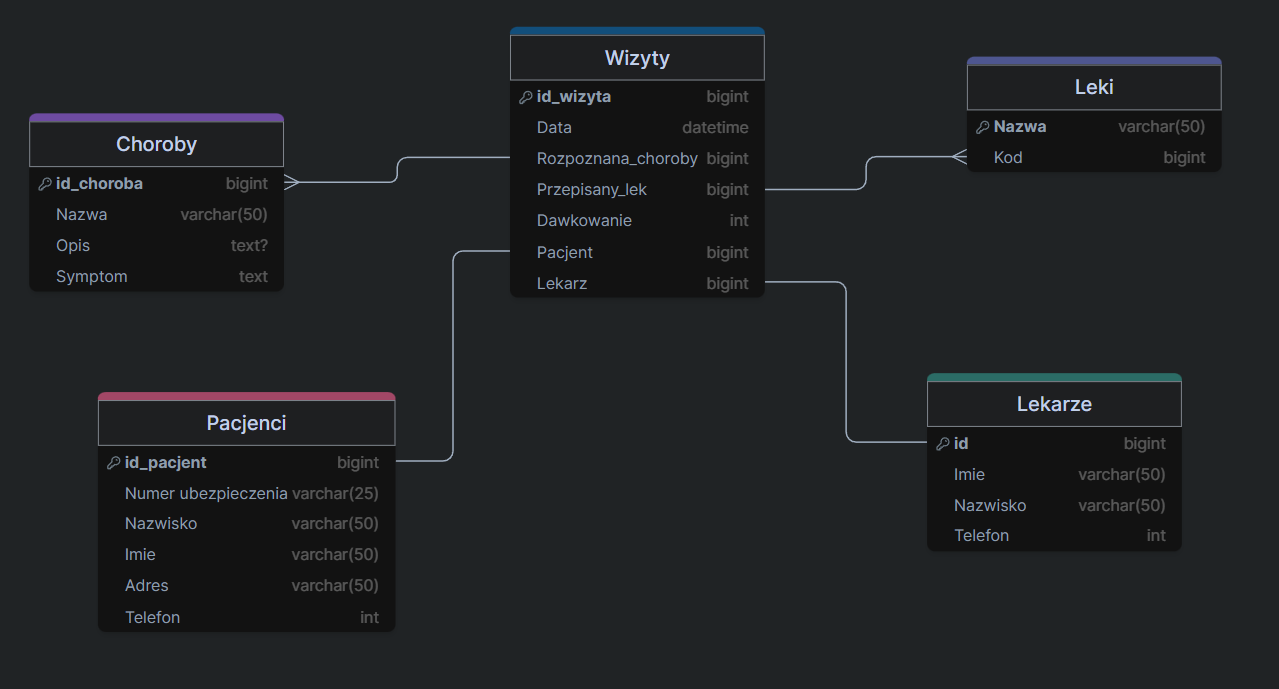 Wizyty
id_wizyta bigint
Data datetime
Rozpoznana_choroby bigint
Przepisany_lek bigint
Dawkowanie int
Pacjent bigint
Lekarz bigint
Leki
Nazwa varchar(50)
Kod bigint
Choroby
id_choroba bigint
Nazwa varchar(50)
Opis text?
Symptom text
Pacjenci
id_pacjent bigint
Numer ubezpieczenia varchar(25)
Nazwisko varchar(50)
Imie varchar(50)
Adres varchar(50)
Telefon int
Lekarze
id bigint
Imie varchar(50)
Nazwisko varchar(50)
Telefon int